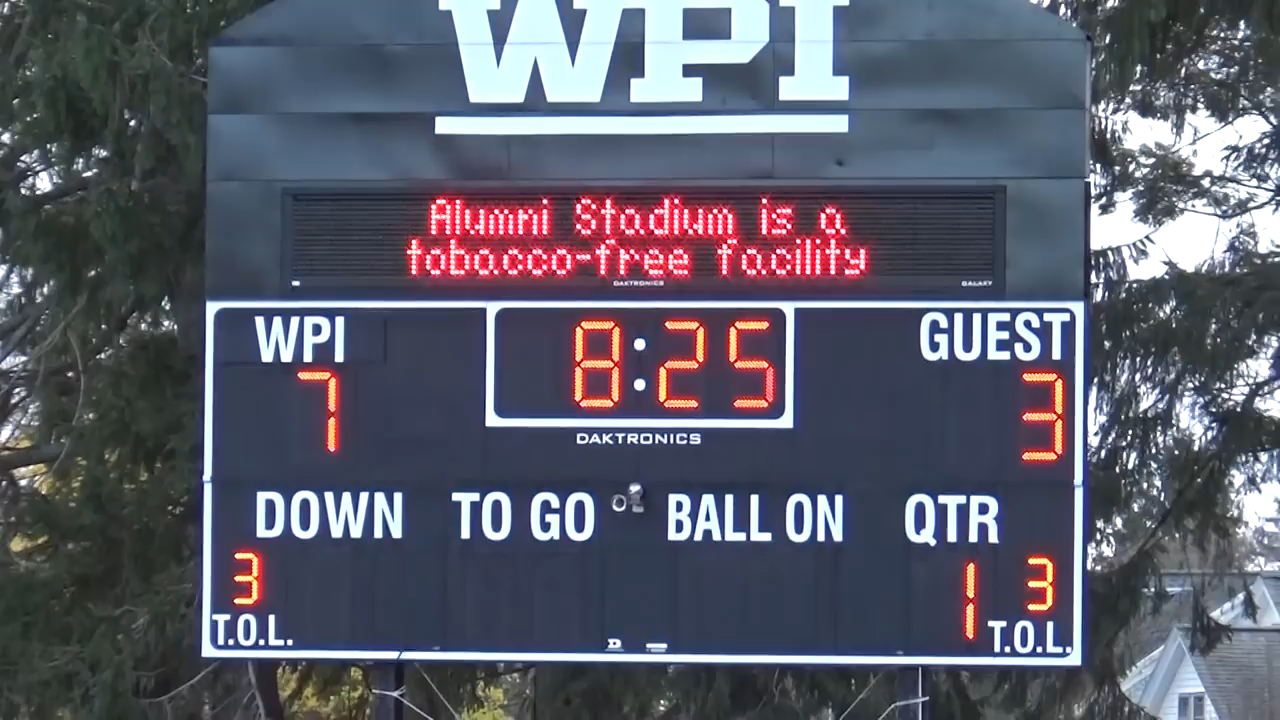 WPI
Alumni Stadium is a
tobacco-free facility
DAKTRONICS GALAXY
WPI 8:25 GUEST
7 3
DAKTRONICS
DOWN TO GO BALL ON QTR
3 1 3
T.O.L. T.O.L.